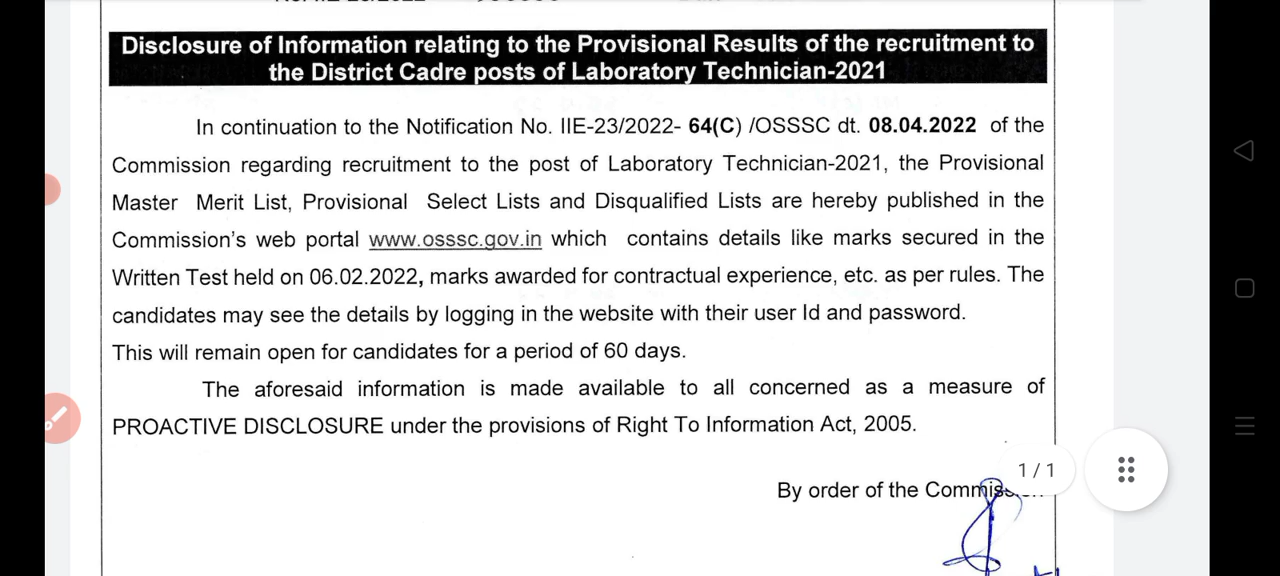 Disclosure of Information relating to the Provisional Results of the recruitment to
the District Cadre posts of Laboratory Technician-2021
In continuation to the Notification No. IIE-23/2022- 64(C) /OSSSC dt. 08.04.2022 of the
Commission regarding recruitment to the post of Laboratory Technician-2021, the Provisional
Master Merit List, Provisional Select Lists and Disqualified Lists are hereby published in the
Commission's web portal www.osssc.gov.in which contains details like marks secured in the
Written Test held on 06.02.2022, marks awarded for contractual experience, etc. as per rules. The
candidates may see the details by logging in the website with their user Id and password.
This will remain open for candidates for a period of 60 days.
The aforesaid information is made available to all concerned as a measure of
PROACTIVE DISCLOSURE under the provisions of Right To Information Act, 2005.
1 / 1
By order of the